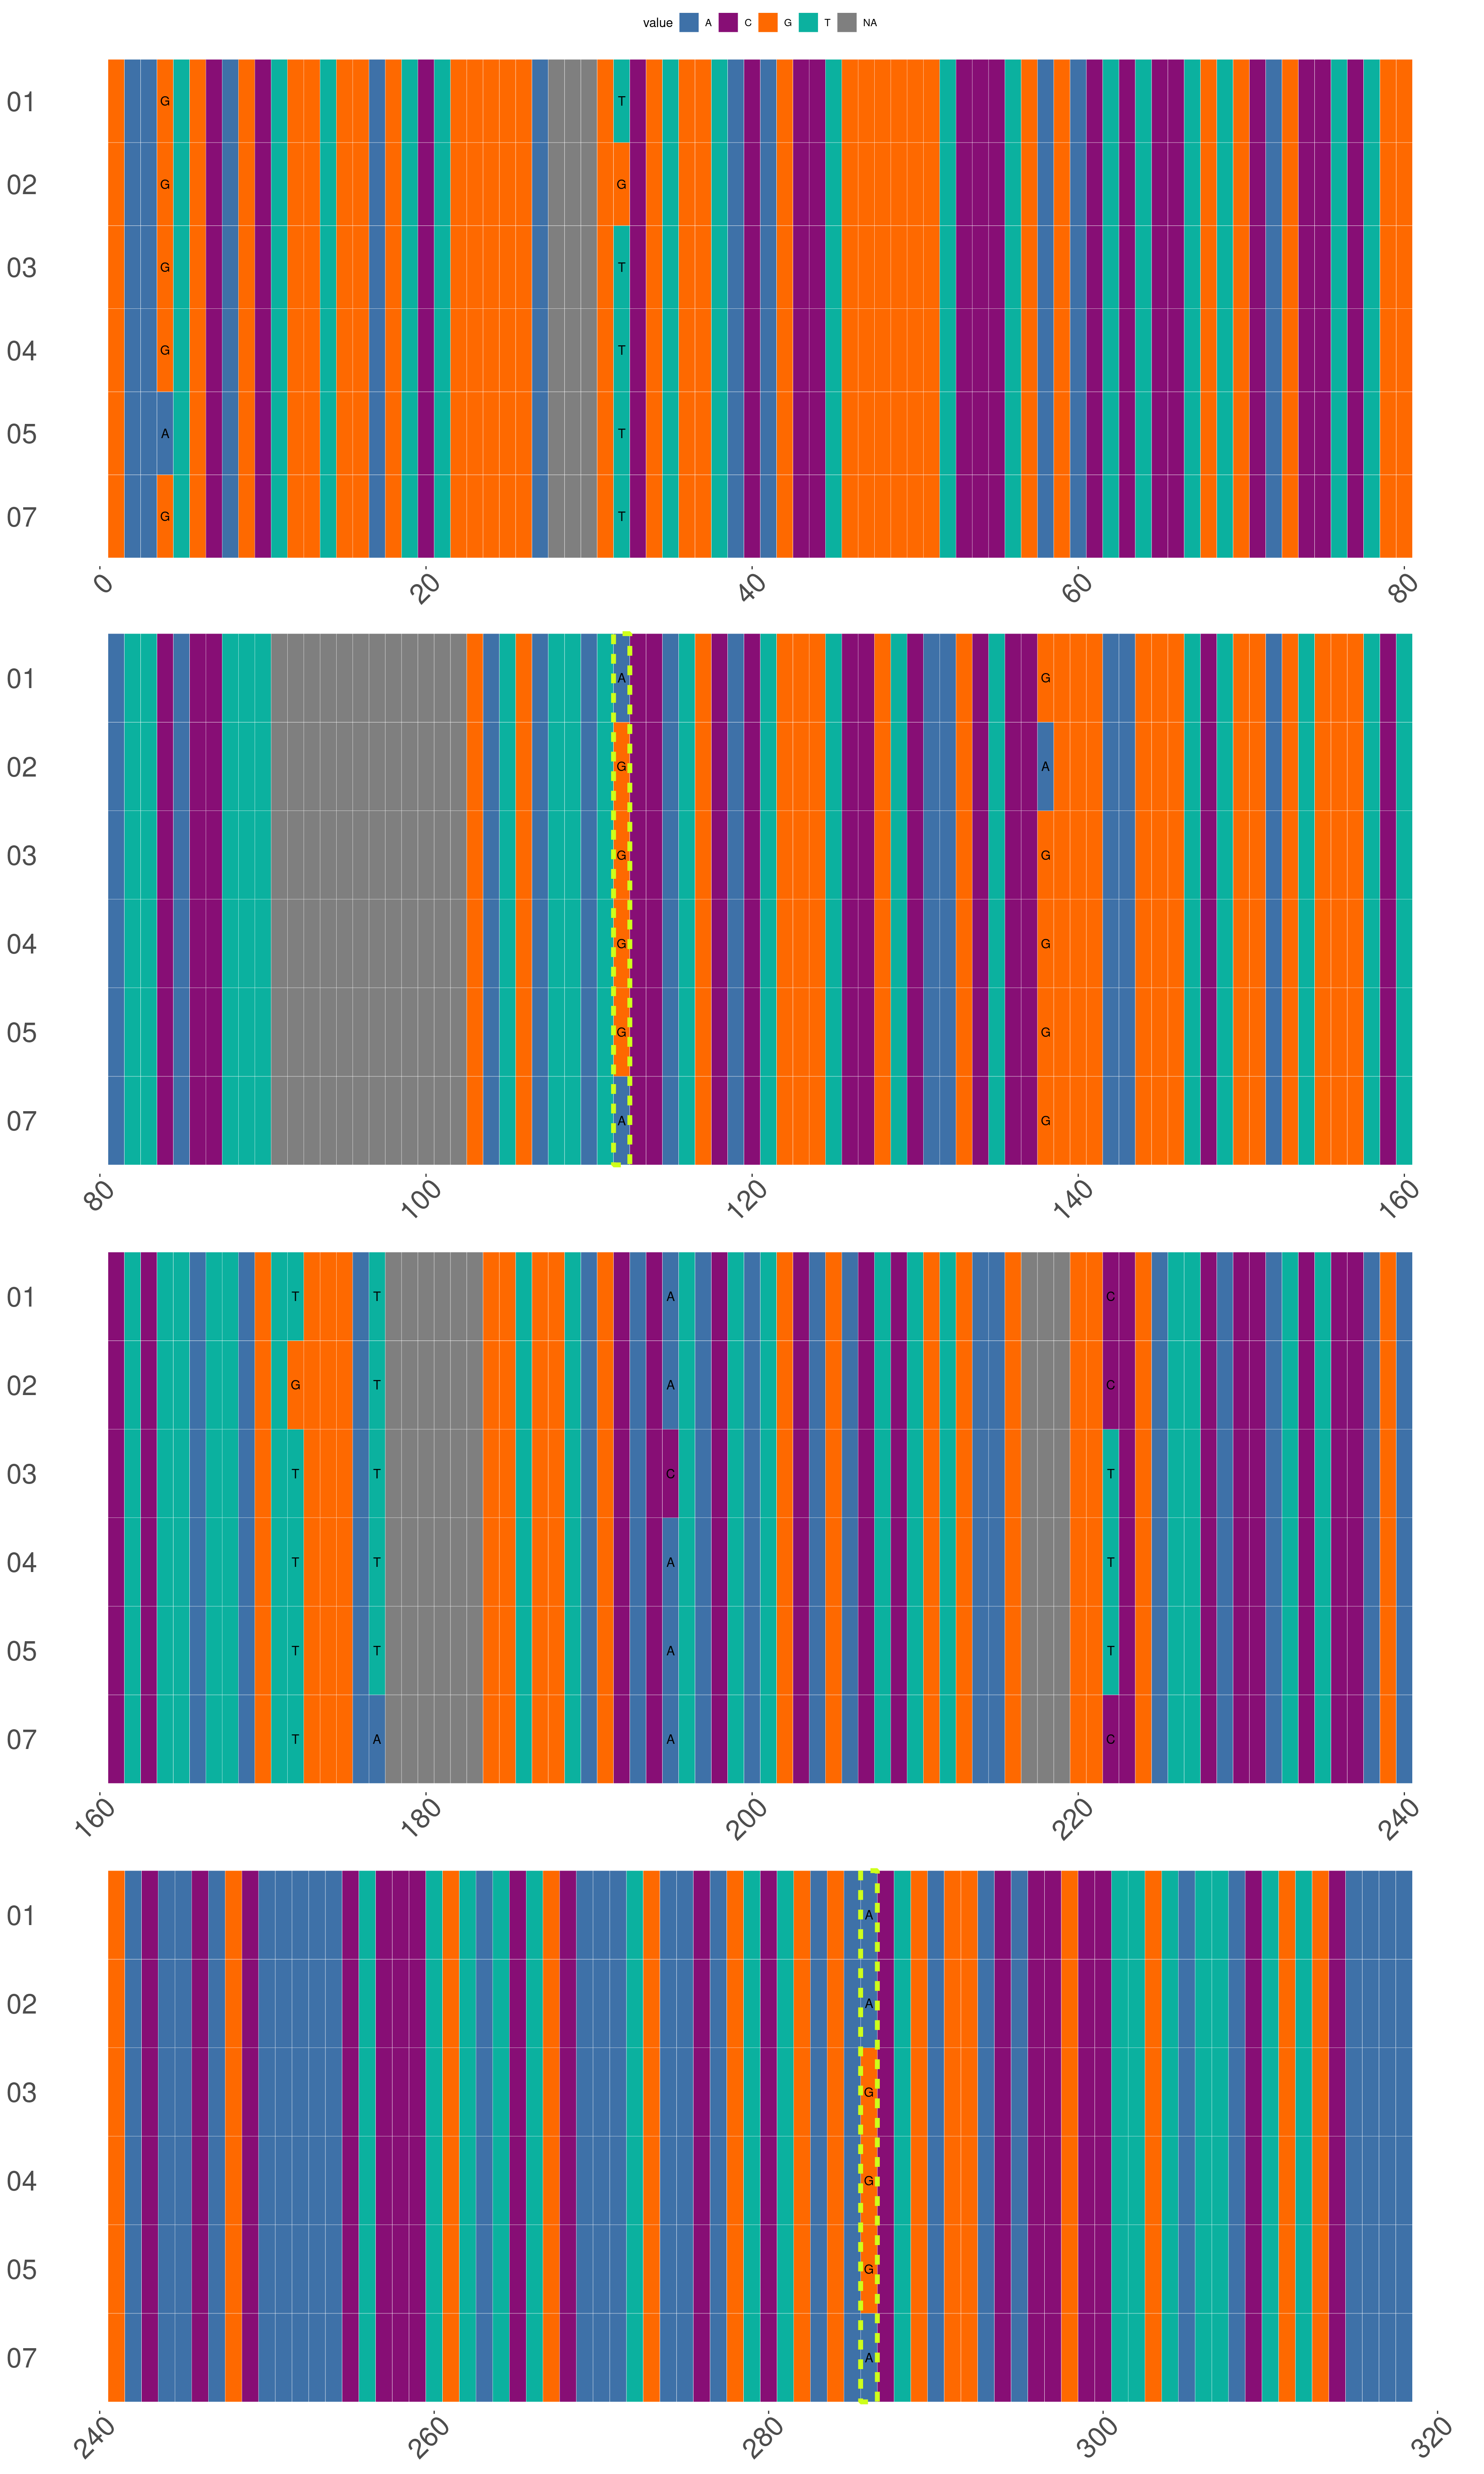 value A C G T NA
01 G T
02 G G
03 G T
04 G T
05 A T
07 G T
0 20 40 60 80
01 A G
02 G A
03 G G
04 G G
05 G G
07 A G
80 100 120 140 160
01 T T A C
02 G T A C
03 T T C T
04 T T A T
05 T T A T
07 T A A C
160 180 200 220 240
01 A
02 A
03 G
04 G
05 G
07 A
240 260 280 300 320